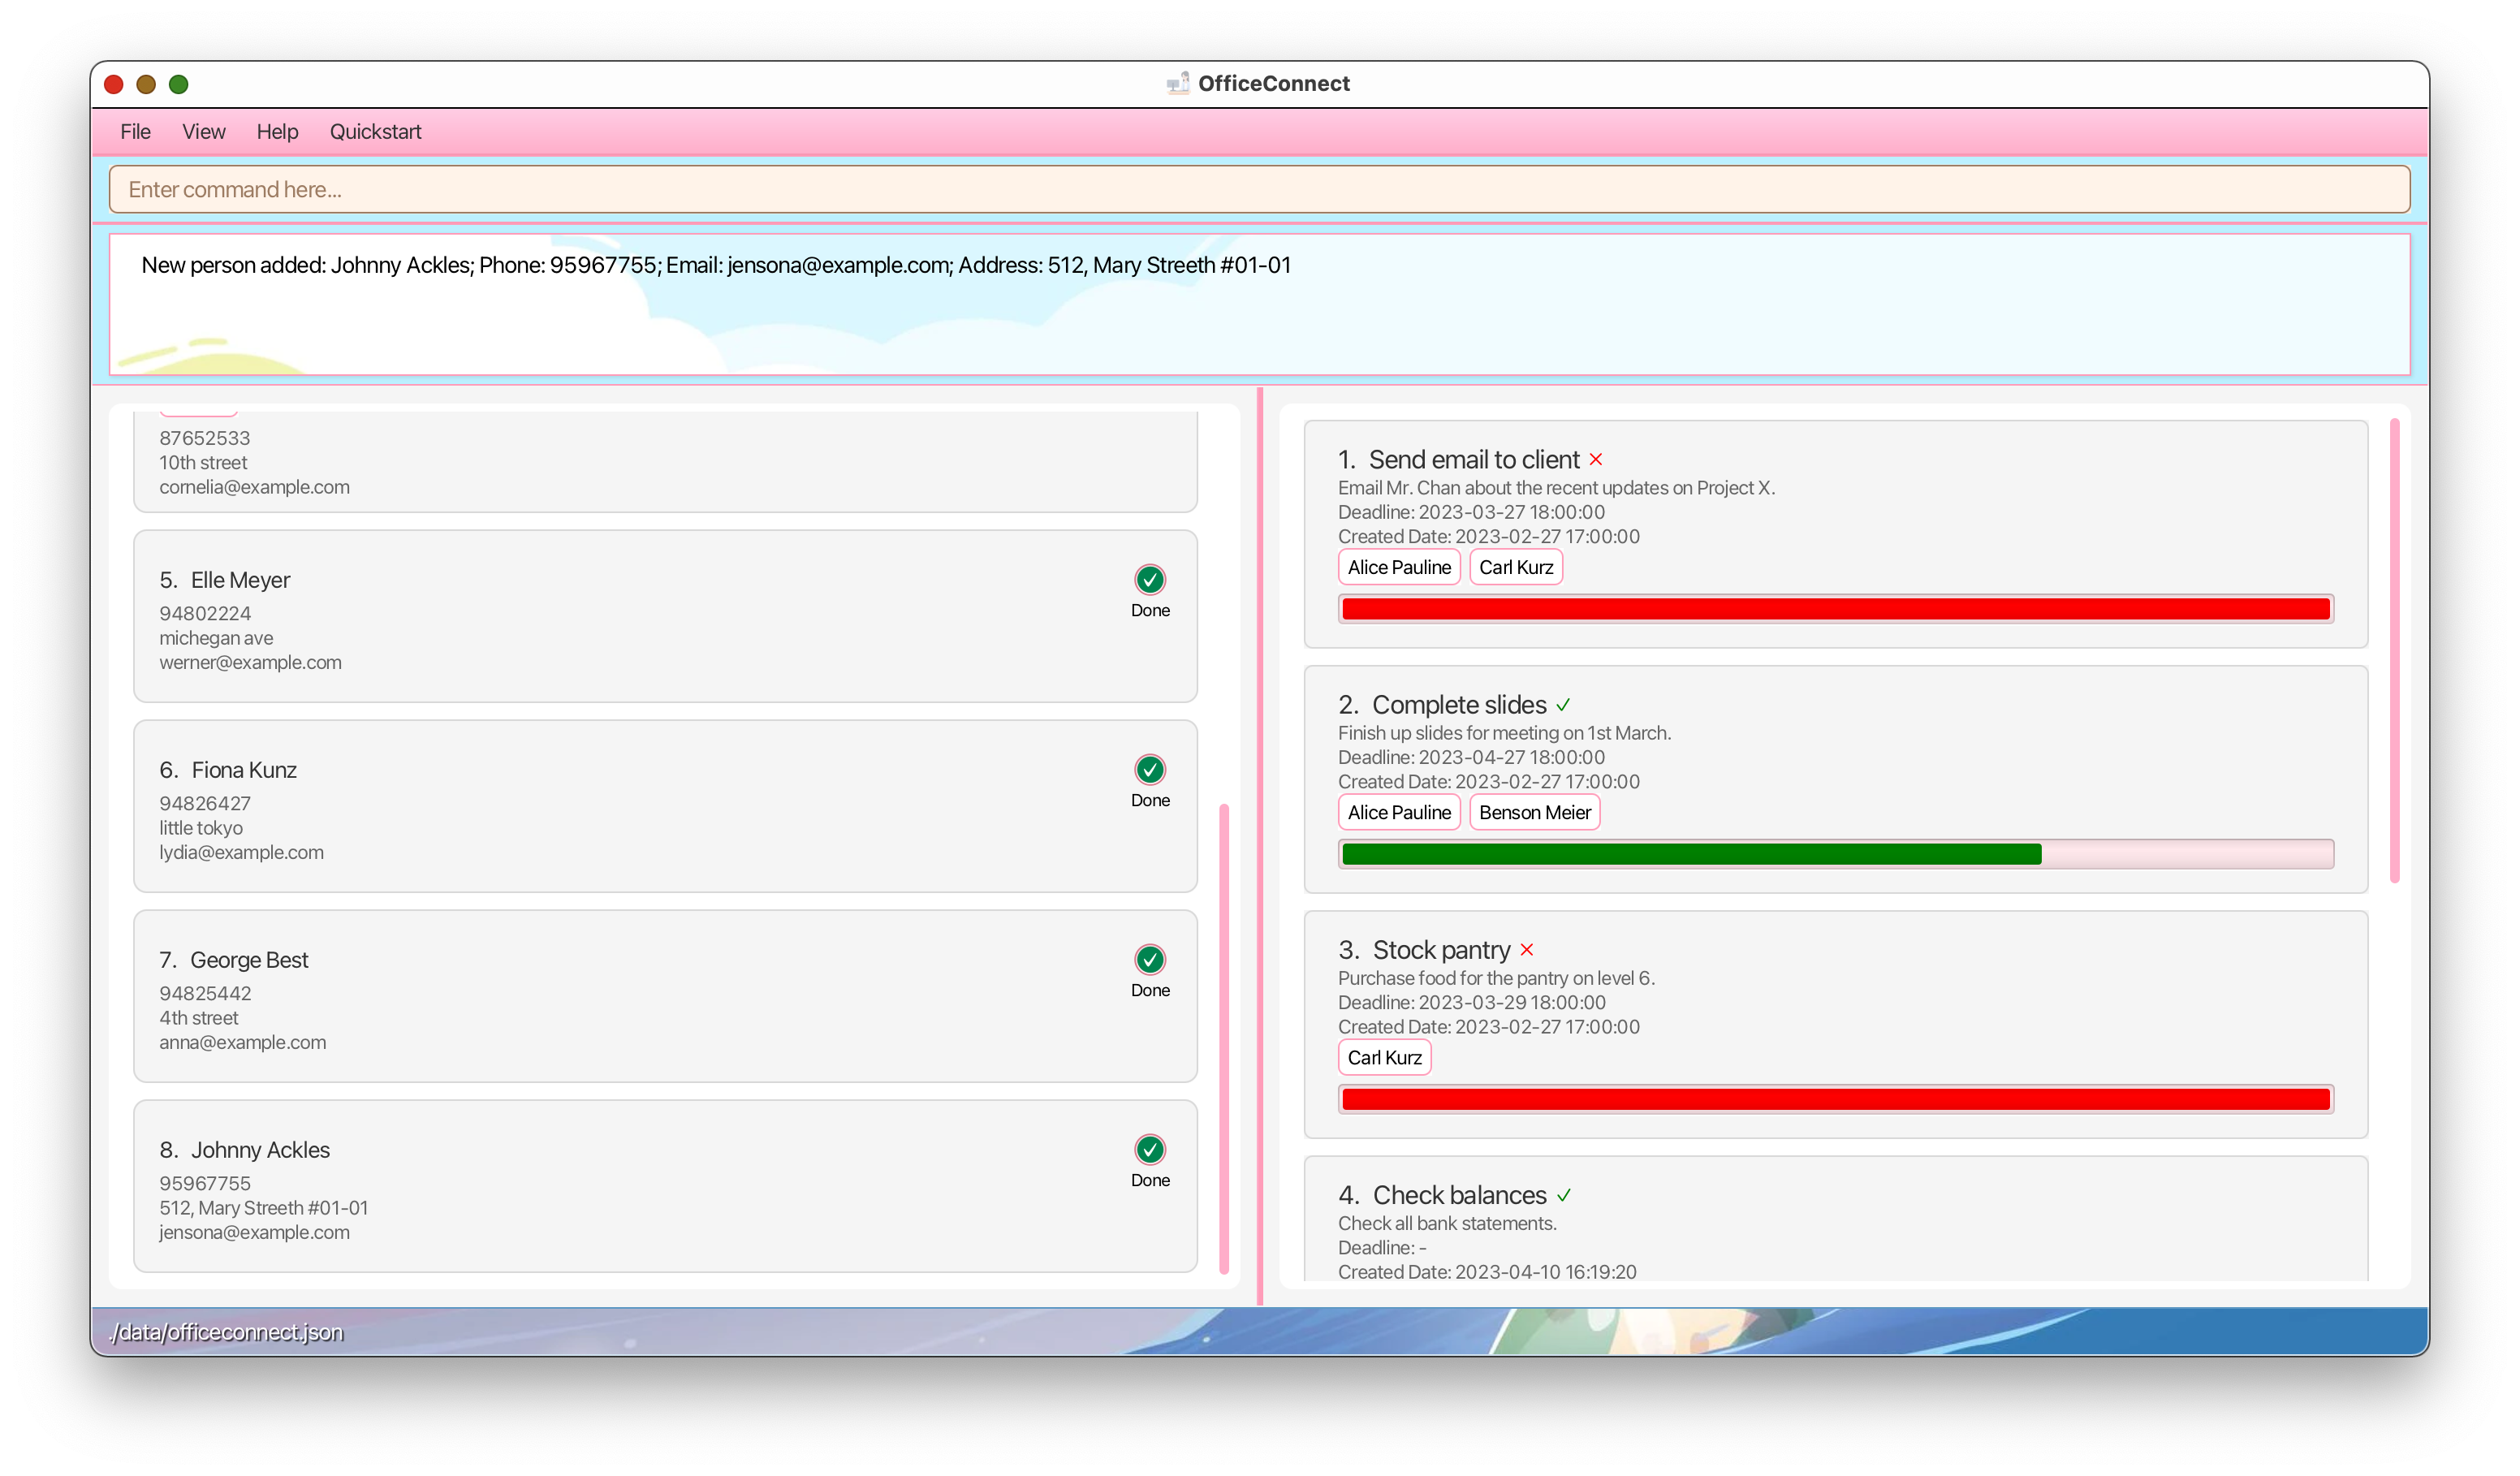 OfficeConnect
File View Help Quickstart
Enter command here...
New person added: Johnny Ackles; Phone: 95967755; Email: jensona@example.com; Address: 512, Mary Streeth #01-01
87652533
10th street
cornelia@example.com
5. Elle Meyer
94802224
michegan ave
werner@example.com
Done
6. Fiona Kunz
94826427
little tokyo
lydia@example.com
Done
7. George Best
94825442
4th street
anna@example.com
Done
8. Johnny Ackles
95967755
512, Mary Streeth #01-01
jensona@example.com
Done
1. Send email to client
Email Mr. Chan about the recent updates on Project X.
Deadline: 2023-03-27 18:00:00
Created Date: 2023-02-27 17:00:00
Alice Pauline Carl Kurz
2. Complete slides
Finish up slides for meeting on 1st March.
Deadline: 2023-04-27 18:00:00
Created Date: 2023-02-27 17:00:00
Alice Pauline Benson Meier
3. Stock pantry
Purchase food for the pantry on level 6.
Deadline: 2023-03-29 18:00:00
Created Date: 2023-02-27 17:00:00
Carl Kurz
4. Check balances
Check all bank statements.
Deadline: -
Created Date: 2023-04-10 16:19:20
./data/officeconnect.json